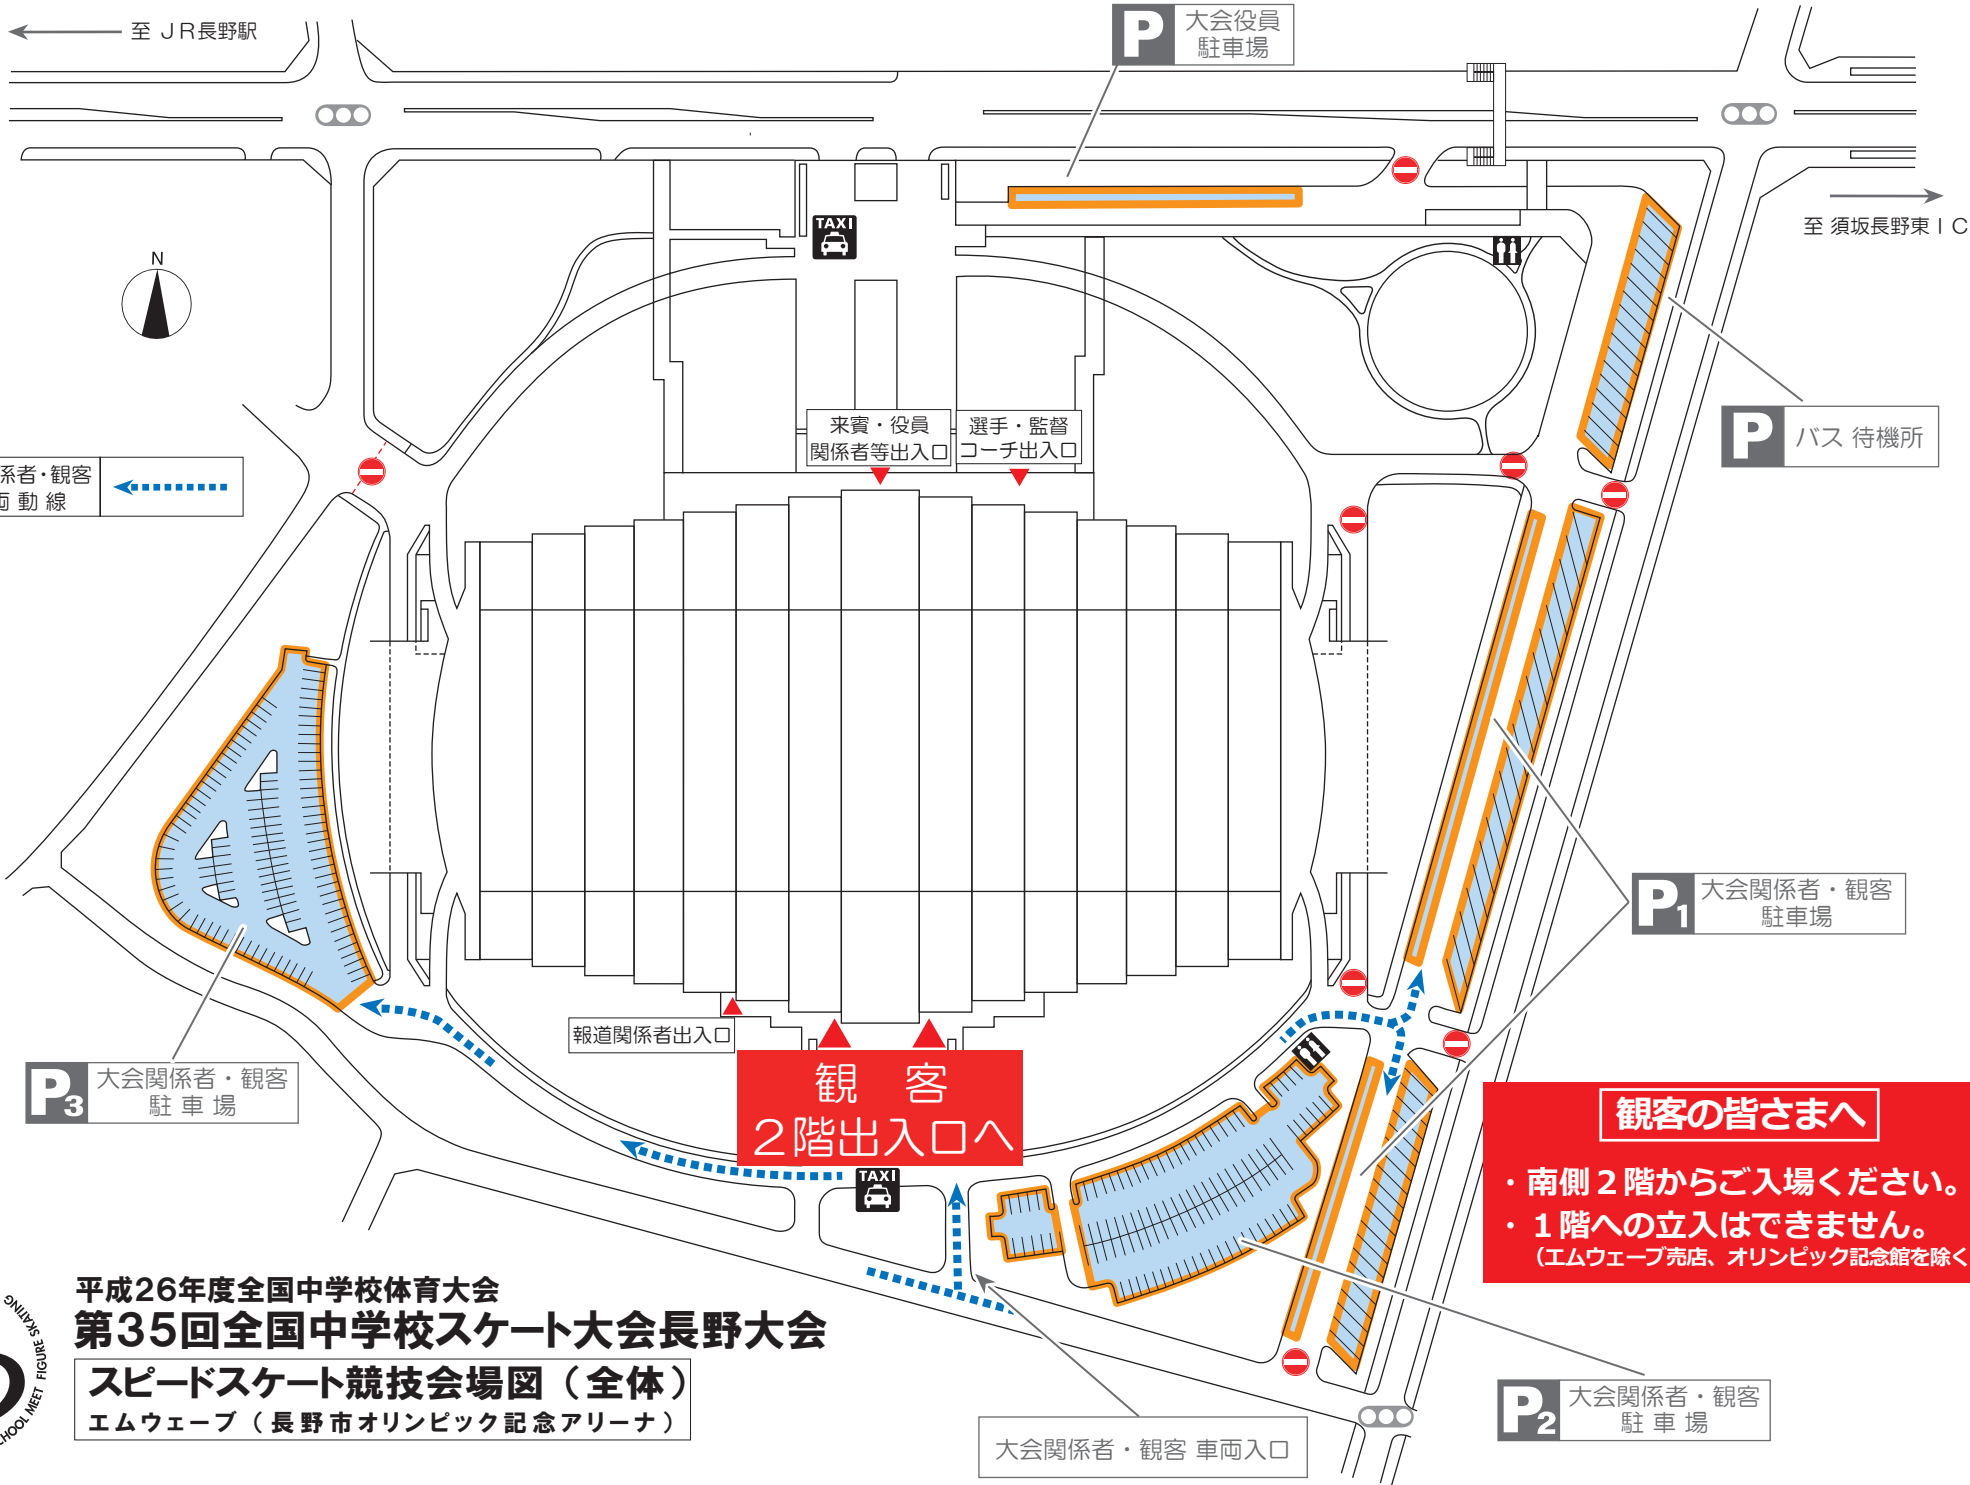 至 JR長野駅
P
大会役員
駐車場
至 須坂長野東IC
TAXI
N
来賓・役員
関係者等出入口
選手・監督
コーチ出入口
P
バス 待機所
係者・観客
動 線
P1
大会関係者・観客
駐車場
報道関係者出入口
観 客
2階出入口へ
P3
大会関係者・観客
駐 車 場
TAXI
観客の皆さまへ
・南側2階からご入場ください。
・1階への立入はできません。
(エムウェーブ売店、オリンピック記念館を除く
平成26年度全国中学校体育大会
第35回全国中学校スケート大会長野大会
スピードスケート競技会場図(全体)
エムウェーブ(長野市オリンピック記念アリーナ)
FIGURE SKATING
CHOOL MEET
大会関係者・観客 車両入口
P2
大会関係者・観客
駐 車 場